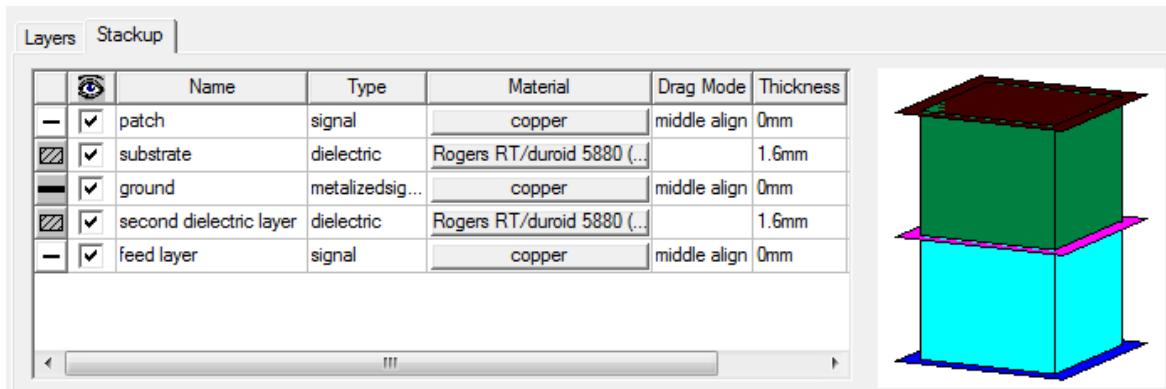 Layers Stackup
Name Type Material Drag Mode Thickness
patch signal copper middle align 0mm
substrate dielectric Rogers RT/duroid 5880 (... 1.6mm
ground metalizedsig... copper middle align 0mm
second dielectric layer dielectric Rogers RT/duroid 5880 (... 1.6mm
feed layer signal copper middle align 0mm